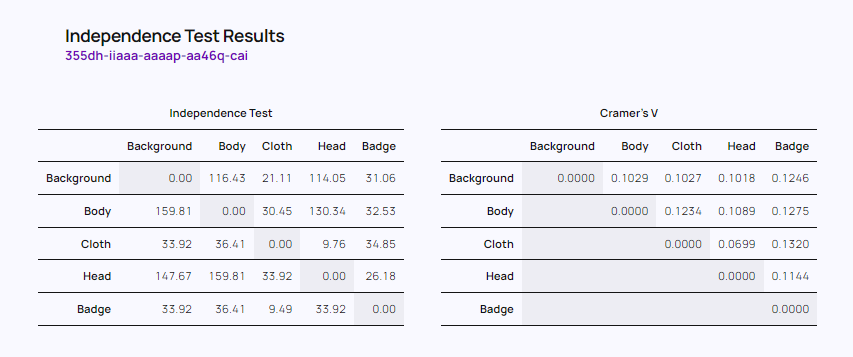 Independence Test Results
355dh-iiaaa-aaaap-aa46q-cai
Independence Test
Background Body Cloth Head Badge
Background 0.00 116.43 21.11 114.05 31.06
Body 159.81 0.00 30.45 130.34 32.53
Cloth 33.92 36.41 0.00 9.76 34.85
Head 147.67 159.81 33.92 0.00 26.18
Badge 33.92 36.41 9.49 33.92 0.00
Cramer's V
Background Body Cloth Head Badge
Background 0.0000 0.1029 0.1027 0.1018 0.1246
Body 0.0000 0.1234 0.1089 0.1275
Cloth 0.0000 0.0699 0.1320
Head 0.0000 0.1144
Badge 0.0000